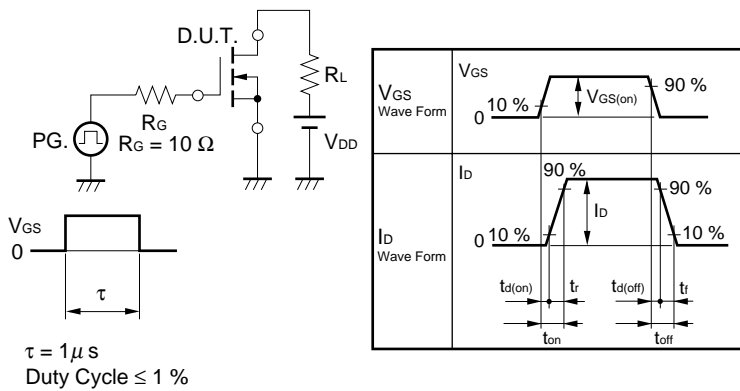 D.U.T.
RL
RG
RG = 10 Ω
PG.
VDD
VGS
0
τ
τ = 1μ s
Duty Cycle ≤ 1 %
VGS
Wave Form
VGS
10 %
0
VGS(on)
90 %
ID
Wave Form
ID
90 %
90 %
ID
0
10 %
10 %
td(on)
tr
td(off)
tf
ton
toff